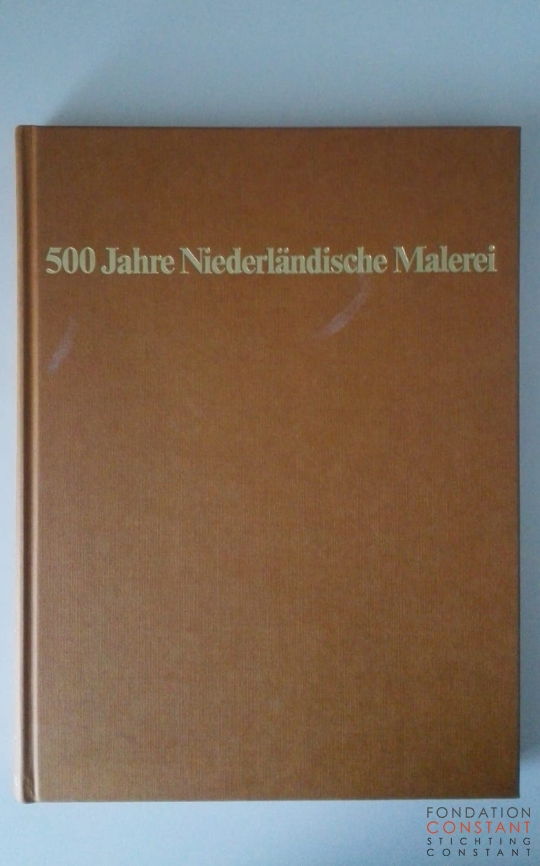 500 Jahre Niederländische Malerei
FONDATION
CONSTANT
STICHTING
CONSTANT